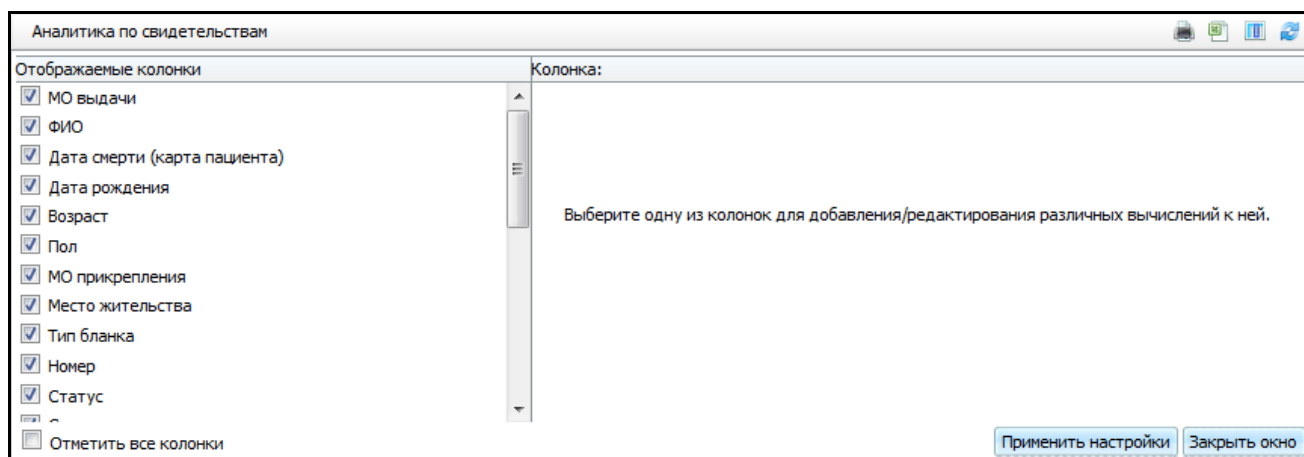 Аналитика по свидетельствам
Отображаемые колонки
Колонка:
МО выдачи
ФИО
Дата смерти (карта пациента)
Дата рождения
Возраст
Выберите одну из колонок для добавления/редактирования различных вычислений к ней.
Пол
МО прикрепления
Место жительства
Тип бланка
Номер
Статус
Отметить все колонки
Применить настройки
Закрыть окно